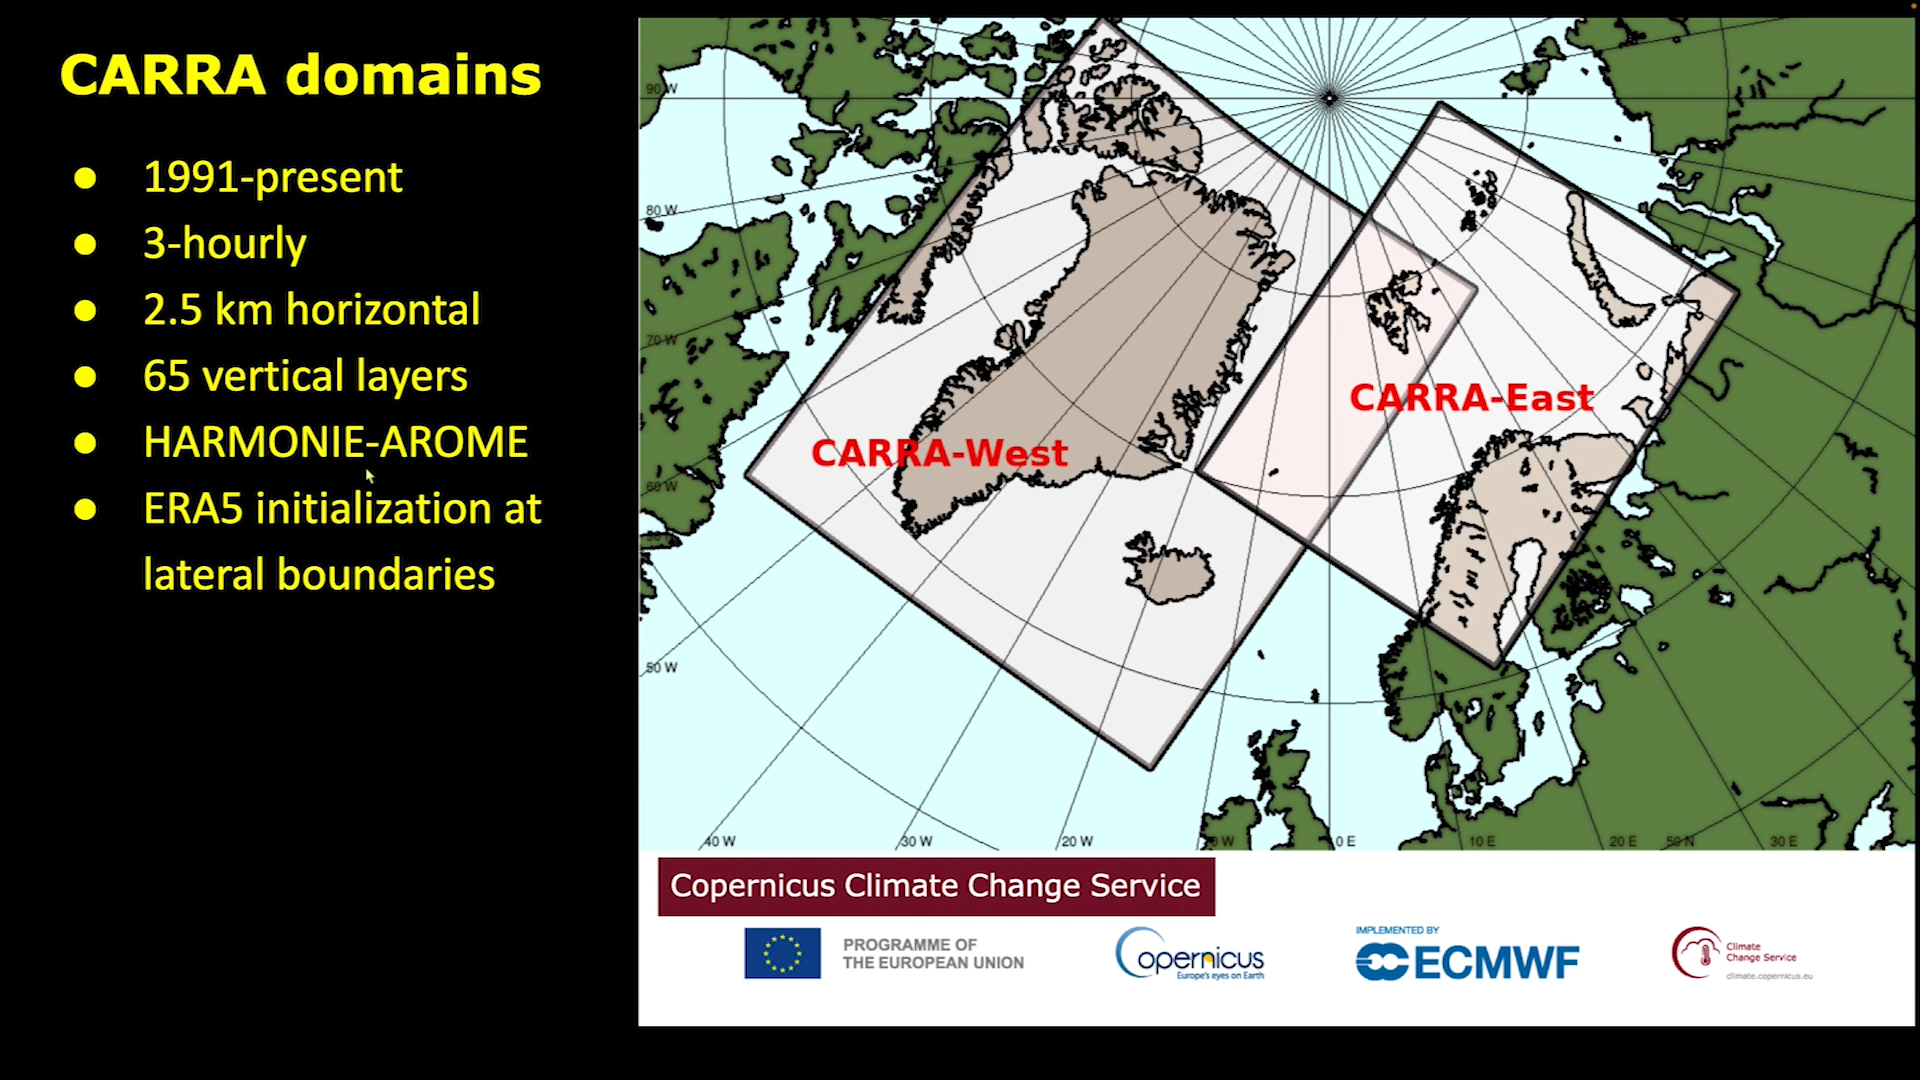 CARRA domains
● 1991-present
● 3-hourly
● 2.5 km horizontal
● 65 vertical layers
● HARMONIE-AROME
● ERA5 initialization at
lateral boundaries
90 W
80 W
70 W
60 W
50 W
CARRA-West
CARRA-East
40 W
30 W
20 W
0 E
10 E
20 E
50 N
30 E
Copernicus Climate Change Service
PROGRAMME OF
THE EUROPEAN UNION
opernicus
Europe's eyes on Earth
IMPLEMENTED BY
ECMWF
Climate
Change Service
climate.copernicus.eu